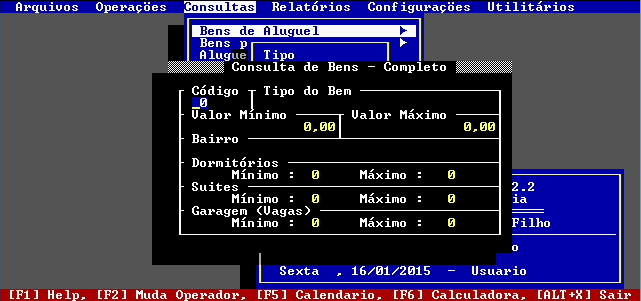 Arquivos Operações Consultas Relatórios Configurações Utilitários
Bens de Aluguel
Bens p
Alugue Tipo
Consulta de Bens - Completo
Código Tipo do Bem
0
Valor Mínimo Valor Máximo
0,00 0,00
Bairro
Dormitórios
Mínimo : 0 Máximo : 0
Suites
Mínimo : 0 Máximo : 0
Garagem (Vagas)
Mínimo : 0 Máximo : 0
2.2
ia
Filho
o
Sexta , 16/01/2015 - Usuario
[F1] Help, [F2] Muda Operador, [F5] Calendario, [F6] Calculadora, [ALT+X] Sair